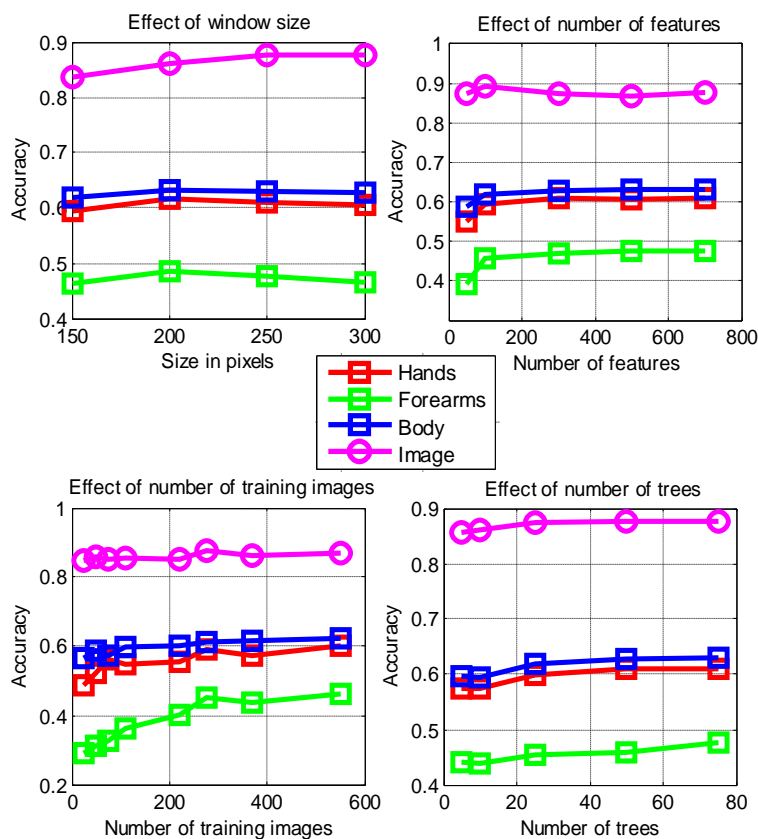 Effect of window size
0.9
0.8
0.7
0.6
0.5
0.4
Accuracy
150
200
250
300
Size in pixels
Effect of number of features
1
0.9
0.8
0.7
0.6
0.5
0.4
Accuracy
0
200
400
600
800
Number of features
Hands
Forearms
Body
Image
Effect of number of training images
1
0.8
0.6
0.4
0.2
Accuracy
0
200
400
600
Number of training images
Effect of number of trees
0.9
0.8
0.7
0.6
0.5
0.4
Accuracy
0
20
40
60
80
Number of trees